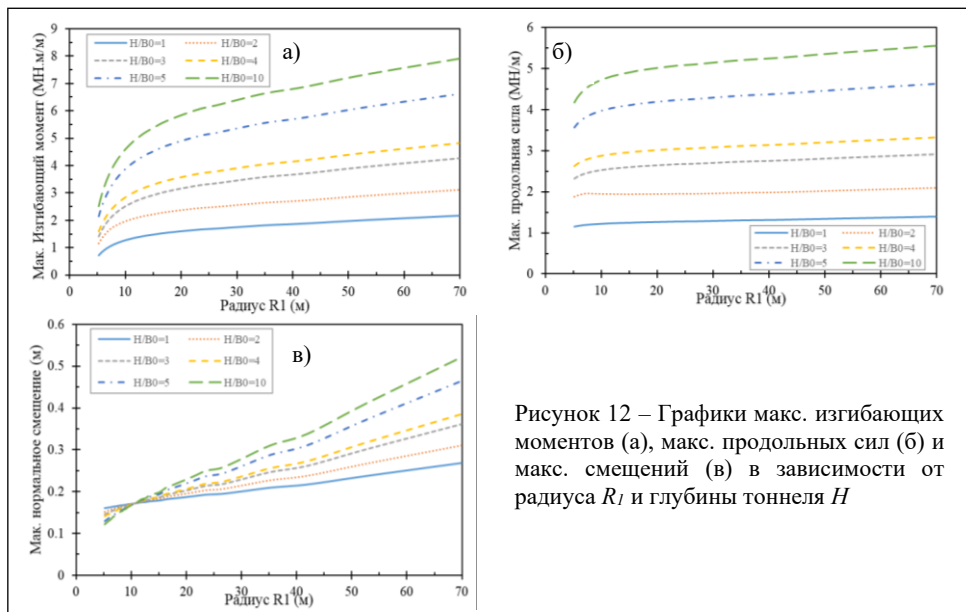 Мак. Изгибающий момент (МН.м/м)
9
8
7
6
5
4
3
2
1
0
H/B0=1 H/B0=2
H/B0=3 H/B0=4
H/B0=5 H/B0=10
а)
0 10 20 30 40 50 60 70
Радиус R1 (м)
Мак. продольная сила (МН/м)
6
5
4
3
2
1
0
б)
H/B0=1 H/B0=2
H/B0=3 H/B0=4
H/B0=5 H/B0=10
0 10 20 30 40 50 60 70
Радиус R1 (м)
Мак. нормальное смещение (м)
0.6
0.5
0.4
0.3
0.2
0.1
0
H/B0=1 H/B0=2
H/B0=3 H/B0=4
H/B0=5 H/B0=10
в)
0 10 20 30 40 50 60 70
Радиус R1 (м)
Рисунок 12 – Графики макс. изгибающих
моментов (а), макс. продольных сил (б) и
макс. смещений (в) в зависимости от
радиуса R1 и глубины тоннеля H